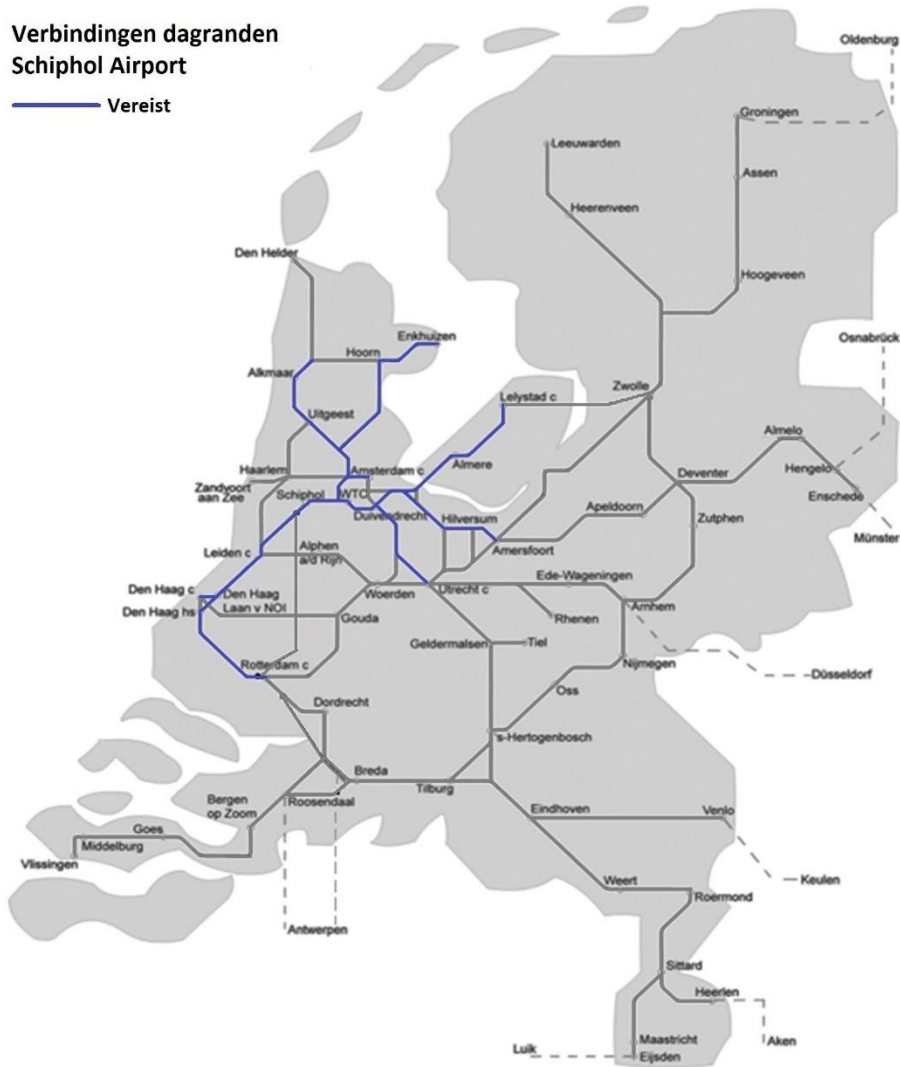 Verbindingen dagranden
Schiphol Airport
Vereist
Oldenburg
Groningen
Leeuwarden
Assen
Heerenveen
Den Helder
Hoogeveen
Enkhuizen
Osnabrück
Hoorn
Alkmaar
Zwolle
Lelystad c
Uitgeest
Almelo
Haarlem
Amsterdam c
Almere
Hengelo
Deventer
Zandvoort
aan Zee
Schiphol
WTC
Enschede
Duivendrecht
Hilversum
Apeldoorn
Zutphen
Münster
Leiden c
Alphen
a/d Rijn
Amersfoort
Ede-Wageningen
Den Haag c
Den Haag
Laan v NOI
Woerden
Utrecht c
Arnhem
Den Haag hs
Gouda
Rhenen
Geldermalsen
Tiel
Rotterdam c
Nijmegen
Düsseldorf
Oss
Dordrecht
's-Hertogenbosch
Breda
Tilburg
Bergen
op Zoom
Roosendaal
Eindhoven
Venlo
Goes
Middelburg
Vlissingen
Weert
Keulen
Roermond
Antwerpen
Sittard
Heerlen
Maastricht
Aken
Luik
Eijsden